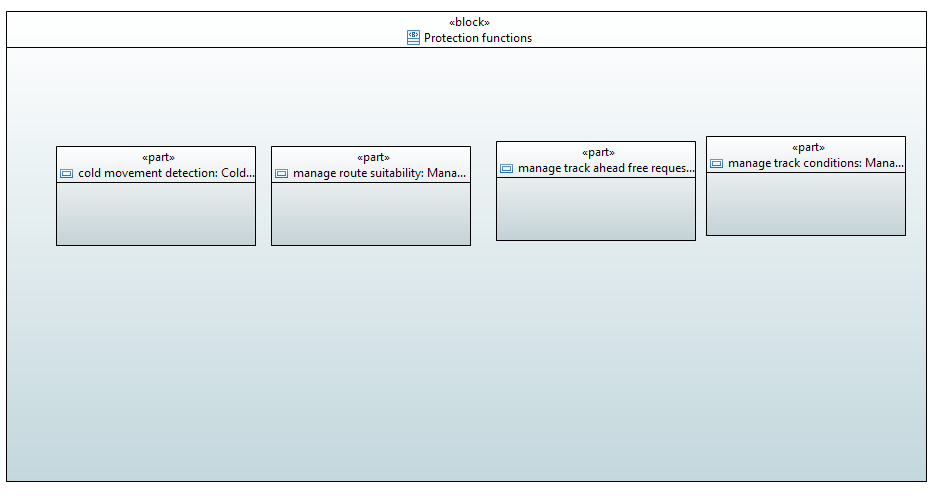 «block»
Protection functions
«part»
cold movement detection: Cold...
«part»
manage route suitability: Mana...
«part»
manage track ahead free reques...
«part»
manage track conditions: Mana...